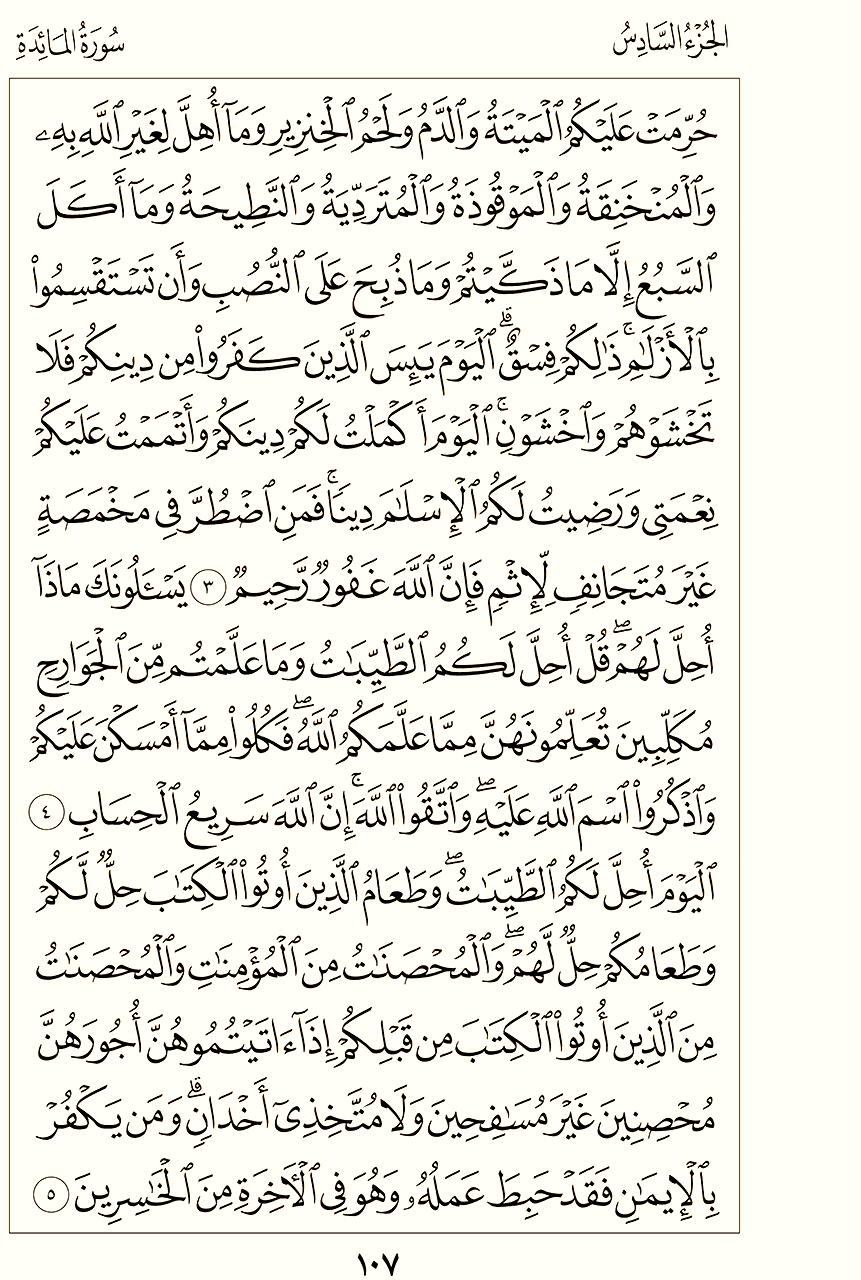 الجُزْءُ السَّادِسُ
سُورَةُ المَائِدَةِ
حُرِّمَتْ عَلَيْكُمُ ٱلْمَيْتَةُ وَٱلدَّمُ وَلَحْمُ ٱلْخِنزِيرِ وَمَآ أُهِلَّ لِغَيْرِ ٱللَّهِ بِهِۦ
وَٱلْمُنْخَنِقَةُ وَٱلْمَوْقُوذَةُ وَٱلْمُتَرَدِّيَةُ وَٱلنَّطِيحَةُ وَمَآ أَكَلَ
ٱلسَّبُعُ إِلَّا مَا ذَكَّيْتُمْ وَمَا ذُبِحَ عَلَى ٱلنُّصُبِ وَأَن تَسْتَقْسِمُوا۟
بِٱلْأَزْلَٰمِ ۚ ذَٰلِكُمْ فِسْقٌ ۗ ٱلْيَوْمَ يَئِسَ ٱلَّذِينَ كَفَرُوا۟ مِن دِينِكُمْ فَلَا
تَخْشَوْهُمْ وَٱخْشَوْنِ ۚ ٱلْيَوْمَ أَكْمَلْتُ لَكُمْ دِينَكُمْ وَأَتْمَمْتُ عَلَيْكُمْ
نِعْمَتِى وَرَضِيتُ لَكُمُ ٱلْإِسْلَٰمَ دِينًا ۚ فَمَنِ ٱضْطُرَّ فِى مَخْمَصَةٍ
غَيْرَ مُتَجَانِفٍ لِّإِثْمٍ فَإِنَّ ٱللَّهَ غَفُورٌ رَّحِيمٌ ٣ يَسْـَٔلُونَكَ مَاذَآ
أُحِلَّ لَهُمْ ۖ قُلْ أُحِلَّ لَكُمُ ٱلطَّيِّبَٰتُ وَمَا عَلَّمْتُم مِّنَ ٱلْجَوَارِحِ
مُكَلِّبِينَ تُعَلِّمُونَهُنَّ مِمَّا عَلَّمَكُمُ ٱللَّهُ ۖ فَكُلُوا۟ مِمَّآ أَمْسَكْنَ عَلَيْكُمْ
وَٱذْكُرُوا۟ ٱسْمَ ٱللَّهِ عَلَيْهِ ۖ وَٱتَّقُوا۟ ٱللَّهَ ۚ إِنَّ ٱللَّهَ سَرِيعُ ٱلْحِسَابِ ٤
ٱلْيَوْمَ أُحِلَّ لَكُمُ ٱلطَّيِّبَٰتُ ۖ وَطَعَامُ ٱلَّذِينَ أُوتُوا۟ ٱلْكِتَٰبَ حِلٌّ لَّكُمْ
وَطَعَامُكُمْ حِلٌّ لَّهُمْ ۖ وَٱلْمُحْصَنَٰتُ مِنَ ٱلْمُؤْمِنَٰتِ وَٱلْمُحْصَنَٰتُ
مِنَ ٱلَّذِينَ أُوتُوا۟ ٱلْكِتَٰبَ مِن قَبْلِكُمْ إِذَآ ءَاتَيْتُمُوهُنَّ أُجُورَهُنَّ
مُحْصِنِينَ غَيْرَ مُسَٰفِحِينَ وَلَا مُتَّخِذِىٓ أَخْدَانٍ ۗ وَمَن يَكْفُرْ
بِٱلْإِيمَٰنِ فَقَدْ حَبِطَ عَمَلُهُۥ وَهُوَ فِى ٱلْءَاخِرَةِ مِنَ ٱلْخَٰسِرِينَ ٥
١٠٧